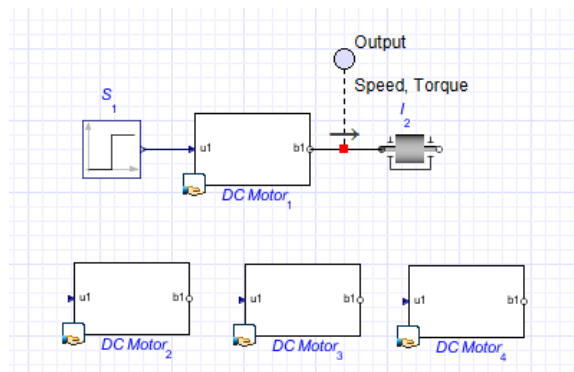 Output
S
1
Speed, Torque
I
2
u1
b1
DC Motor
1
u1
b1
u1
b1
u1
b1
DC Motor
2
DC Motor
3
DC Motor
4